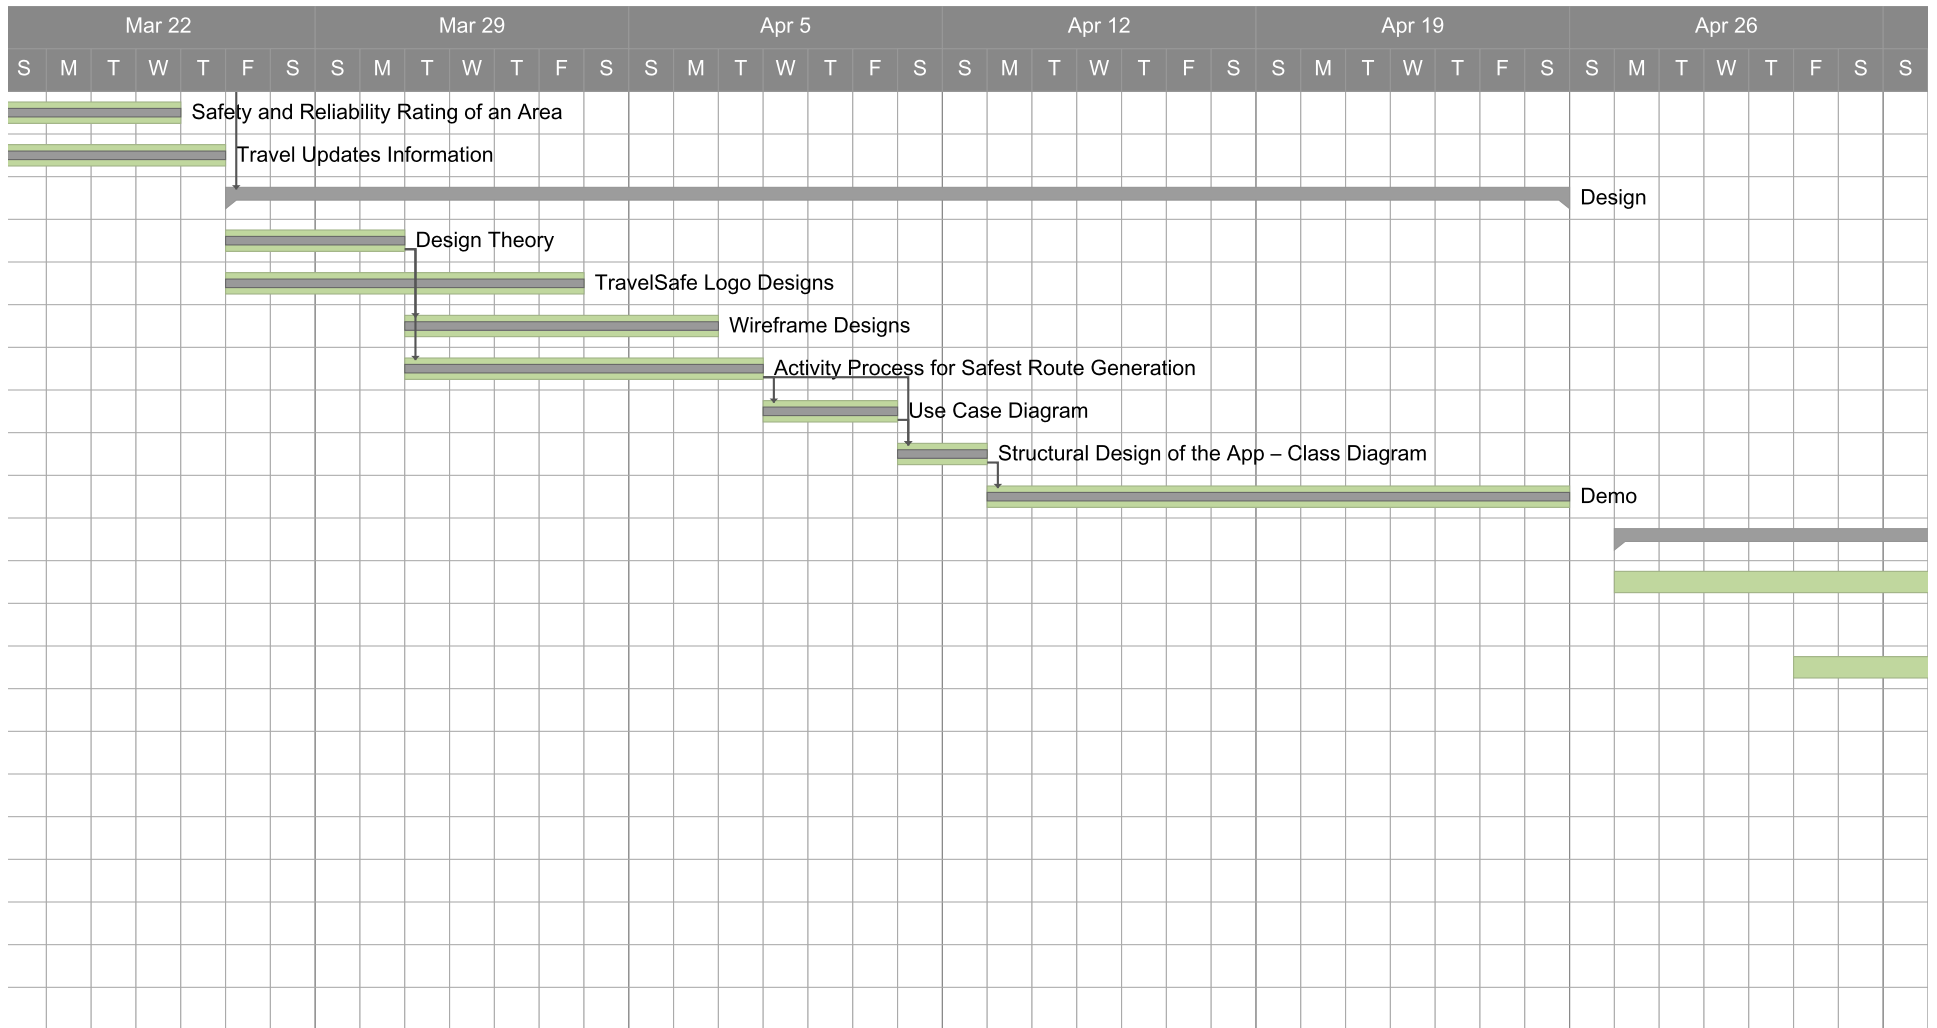 Mar 22 Mar 29 Apr 5 Apr 12 Apr 19 Apr 26
S M T W T F S S M T W T F S S M T W T F S S M T W T F S S M T W T F S S M T W T F S S
Safety and Reliability Rating of an Area
Travel Updates Information
Design
Design Theory
TravelSafe Logo Designs
Wireframe Designs
Activity Process for Safest Route Generation
Use Case Diagram
Structural Design of the App – Class Diagram
Demo